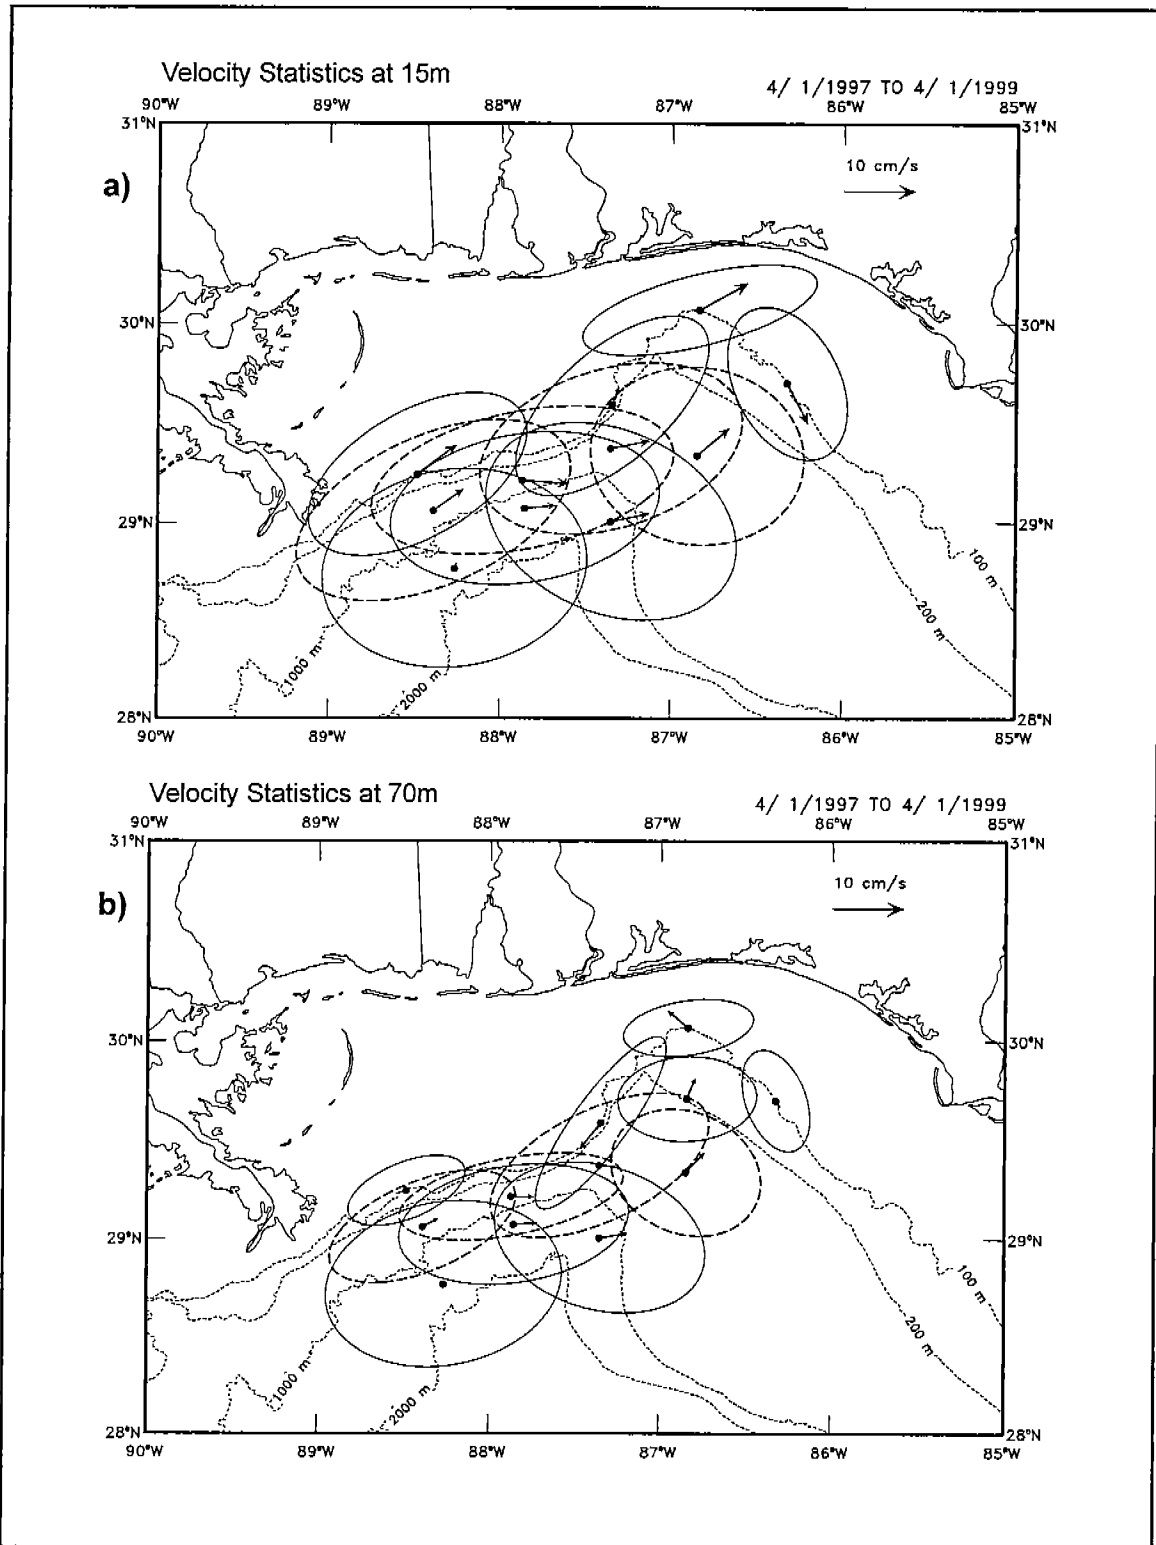 Velocity Statistics at 15m
4/ 1/1997 TO 4/ 1/1999
90°W 89°W 88°W 87°W 86°W 85°W
31°N 31°N
a)
10 cm/s
30°N 30°N
29°N 29°N
100 m
200 m
1000 m
2000 m
28°N 28°N
90°W 89°W 88°W 87°W 86°W 85°W
Velocity Statistics at 70m
4/ 1/1997 TO 4/ 1/1999
90°W 89°W 88°W 87°W 86°W 85°W
31°N 31°N
b)
10 cm/s
30°N 30°N
29°N 29°N
100 m
200 m
1000 m
2000 m
28°N 28°N
90°W 89°W 88°W 87°W 86°W 85°W